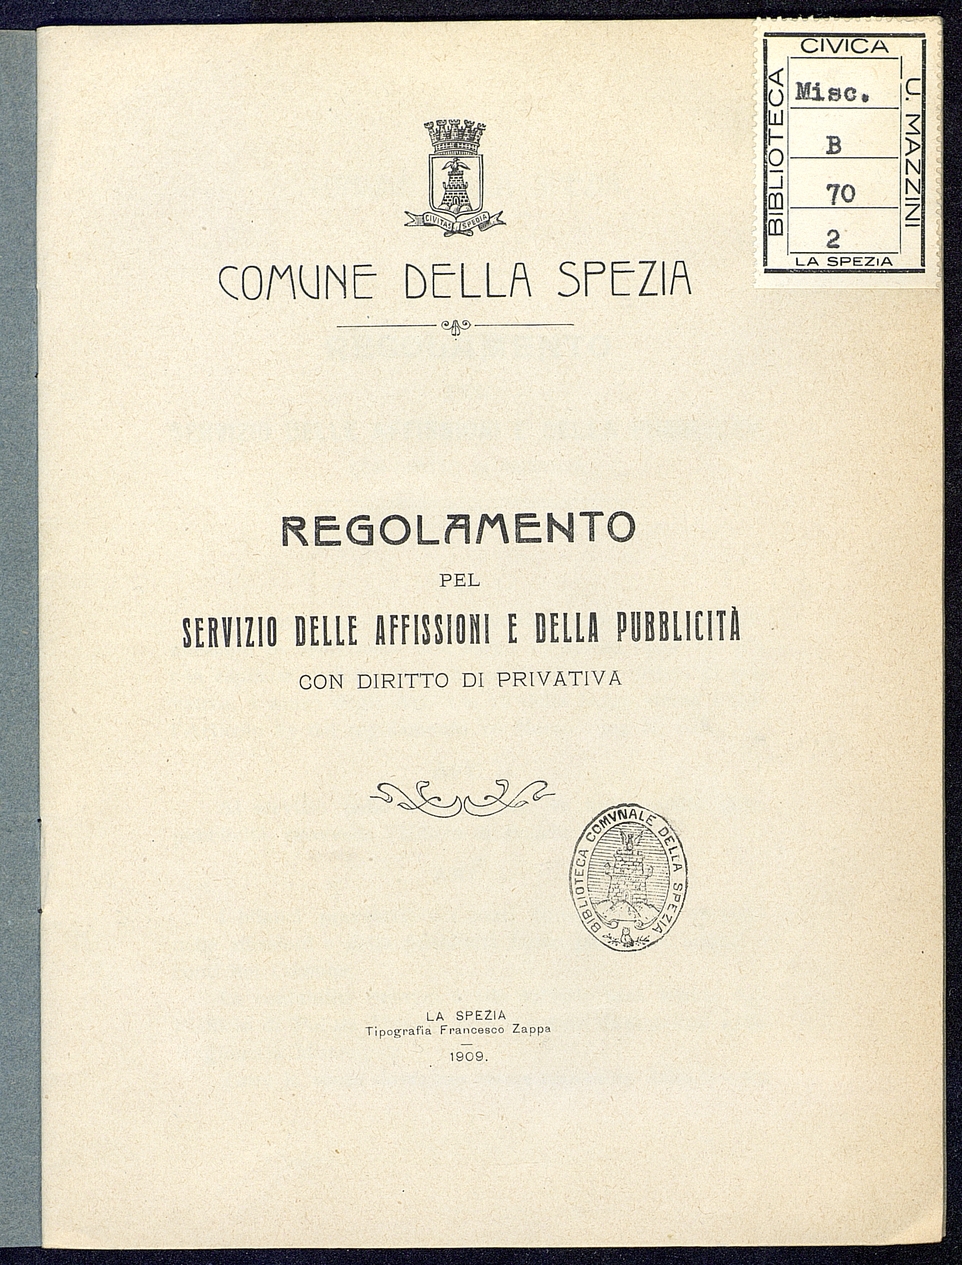 BIBLIOTECA
CIVICA
U. MAZZINI
Misc.
B
70
2
LA SPEZIA
CIVITAS SPEDIA
COMUNE DELLA SPEZIA
REGOLAMENTO
PEL
SERVIZIO DELLE AFFISSIONI E DELLA PUBBLICITÀ
CON DIRITTO DI PRIVATIVA
BIBLIOTECA COMVNALE DELLA SPEZIA
LA SPEZIA
Tipografia Francesco Zappa
1909.